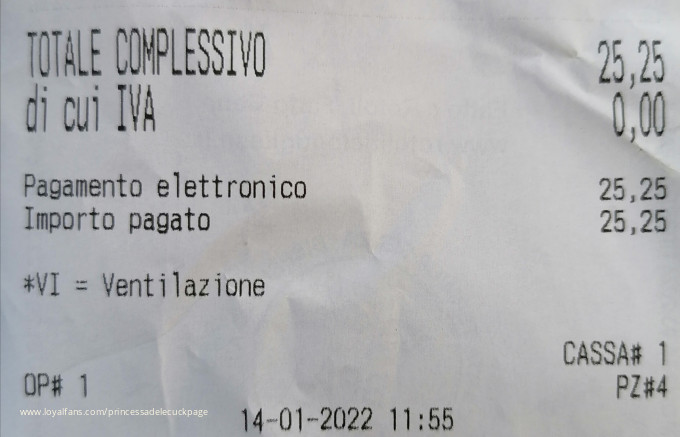 TOTALE COMPLESSIVO 25,25
di cui IVA 0,00
Pagamento elettronico 25,25
Importo pagato 25,25
*VI = Ventilazione
CASSA# 1
OP# 1 PZ#4
www.loyalfans.com/princessadelecuckpage
14-01-2022 11:55